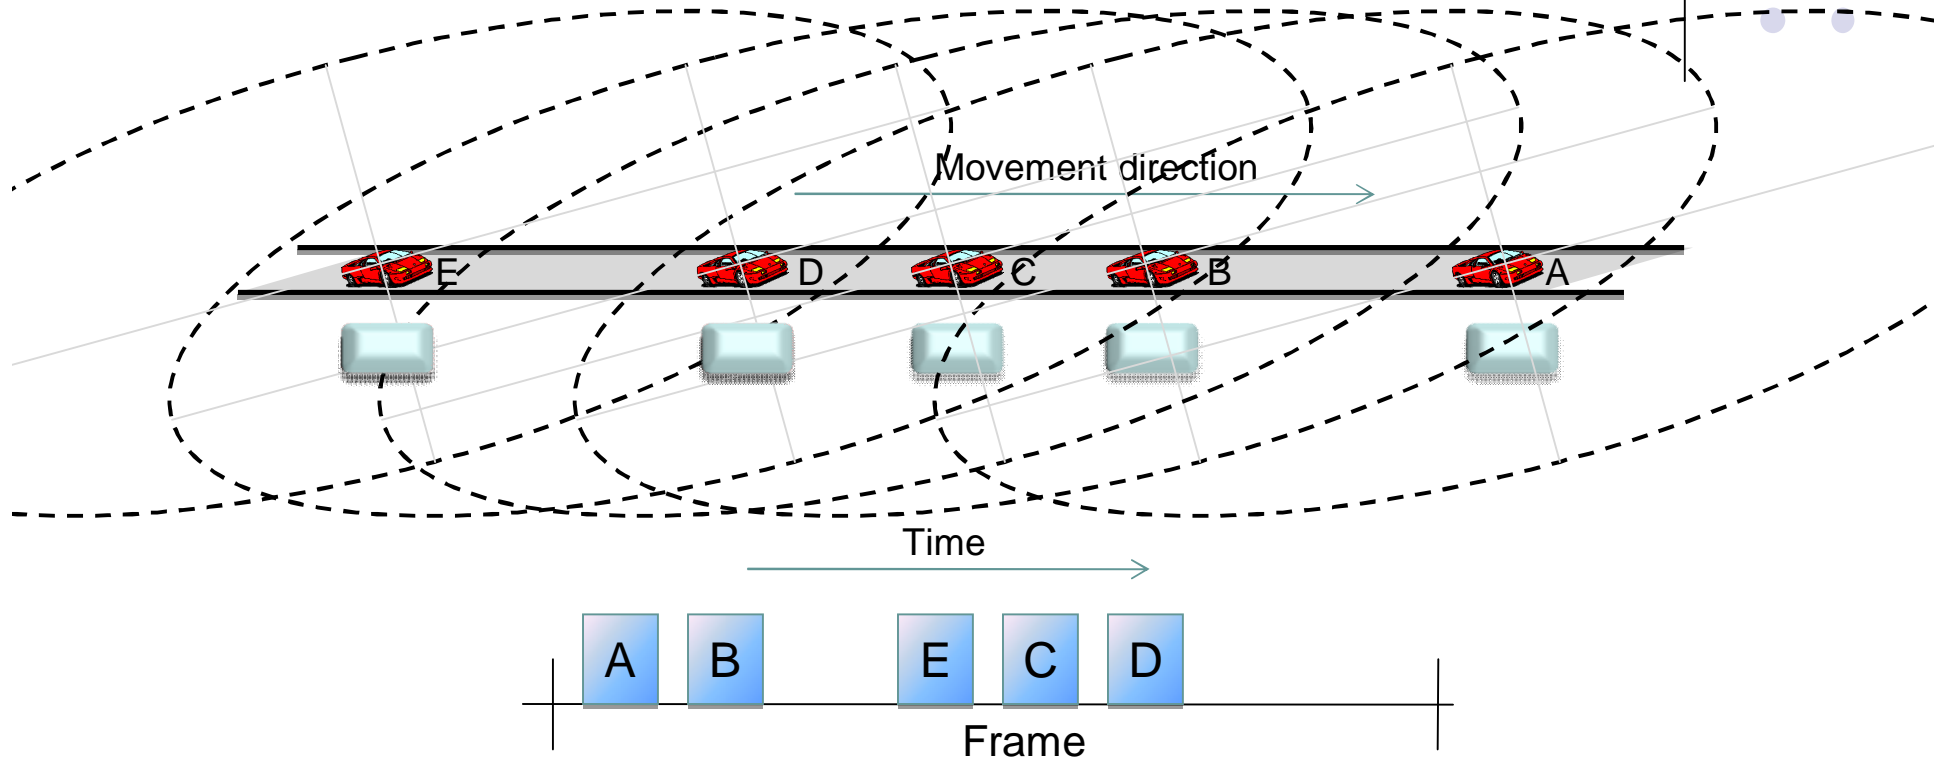 Movement direction
E D C B A
Time
A B E C D
Frame